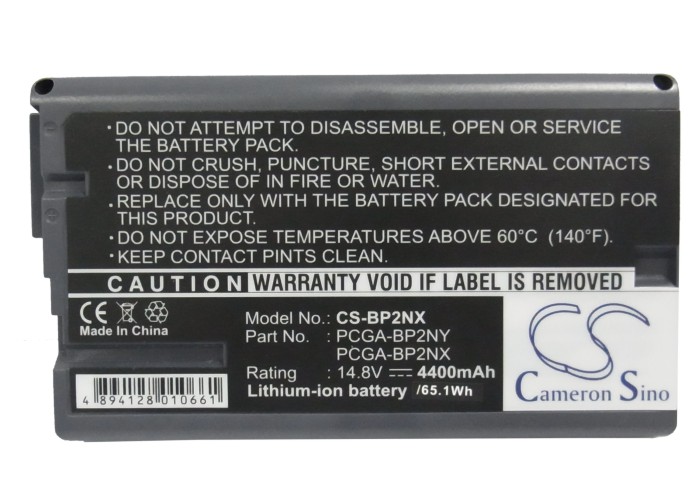 · DO NOT ATTEMPT TO DISASSEMBLE, OPEN OR SERVICE
THE BATTERY PACK.
· DO NOT CRUSH, PUNCTURE, SHORT EXTERNAL CONTACTS
OR DISPOSE OF IN FIRE OR WATER.
· REPLACE ONLY WITH THE BATTERY PACK DESIGNATED FOR
THIS PRODUCT.
· DO NOT EXPOSE TEMPERATURES ABOVE 60°C (140°F).
· KEEP CONTACT PINTS CLEAN.
CAUTION WARRANTY VOID IF LABEL IS REMOVED
CE
Made In China
Model No.: CS-BP2NX
Part No. : PCGA-BP2NY
PCGA-BP2NX
Rating : 14.8V 4400mAh
Lithium-ion battery /65.1Wh
4 894128 010661
CS
Cameron Sino